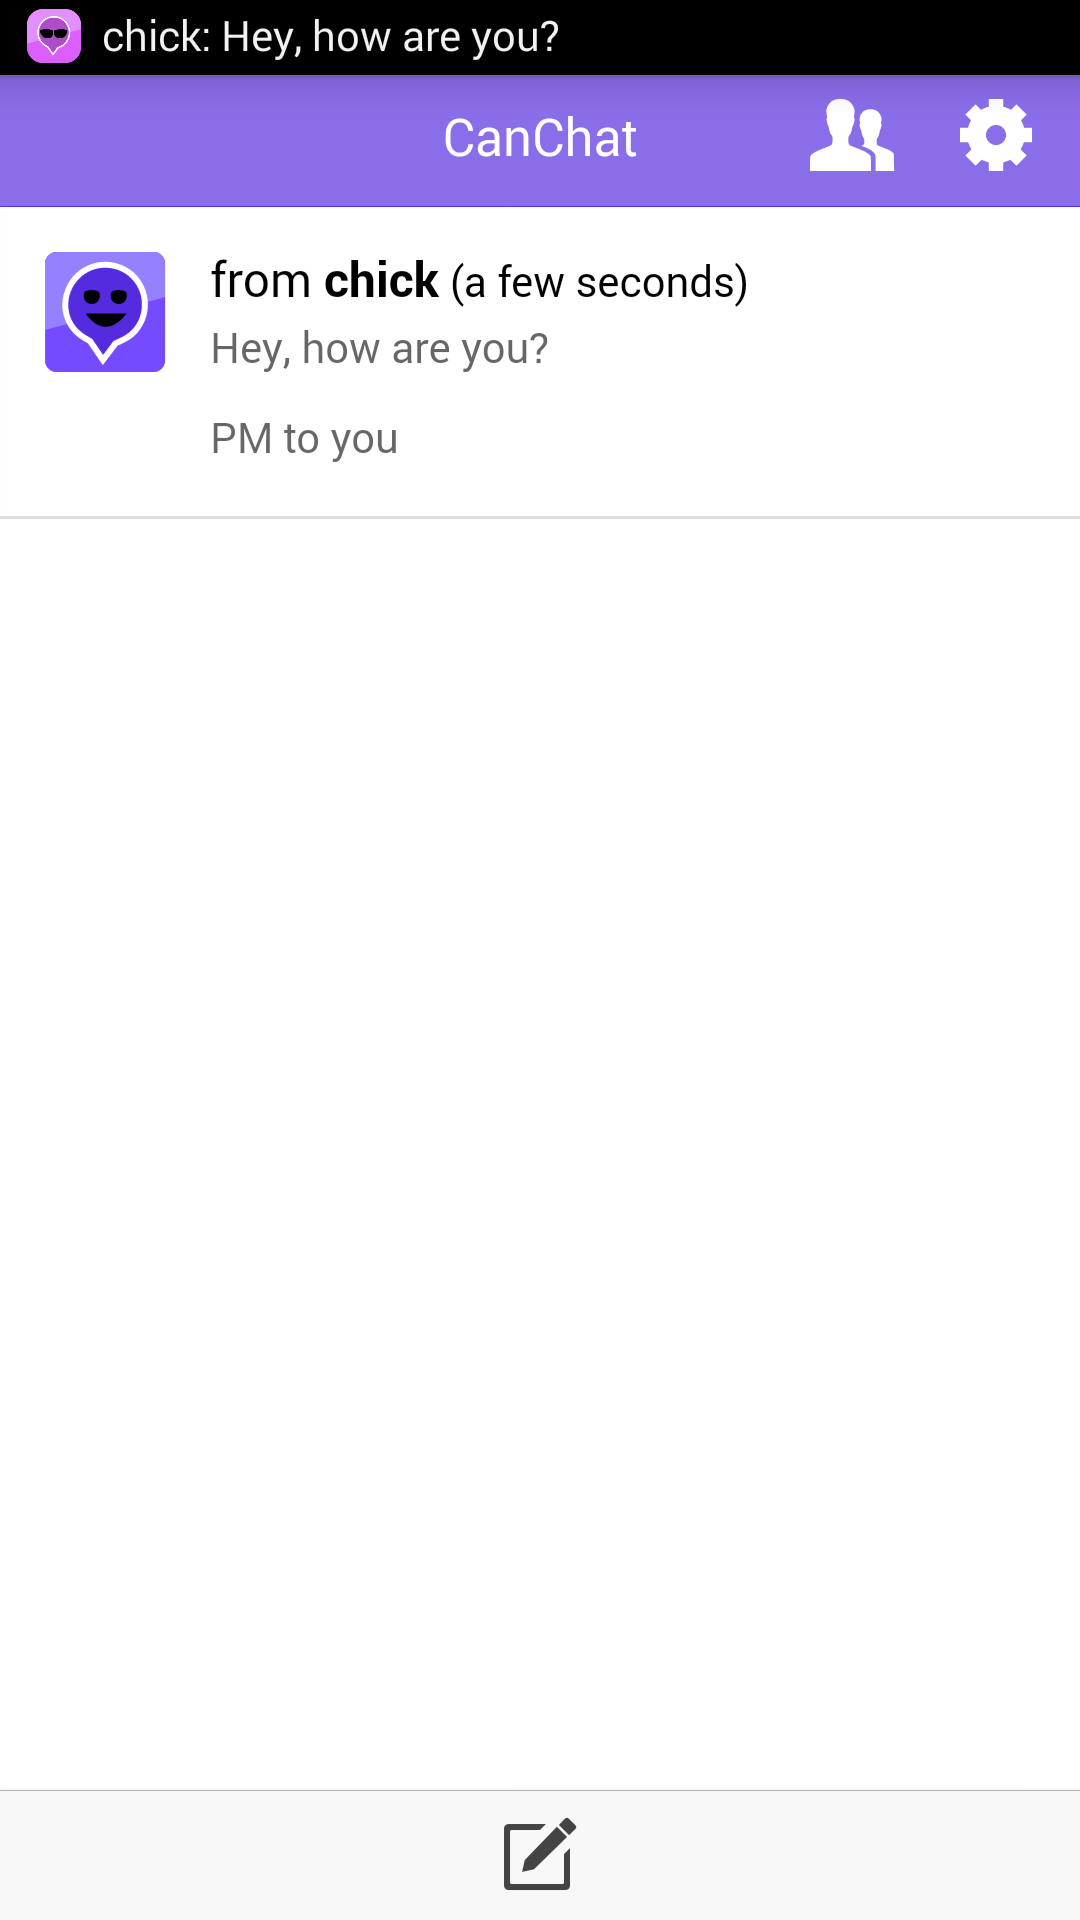 chick: Hey, how are you?
CanChat
from chick (a few seconds)
Hey, how are you?
PM to you